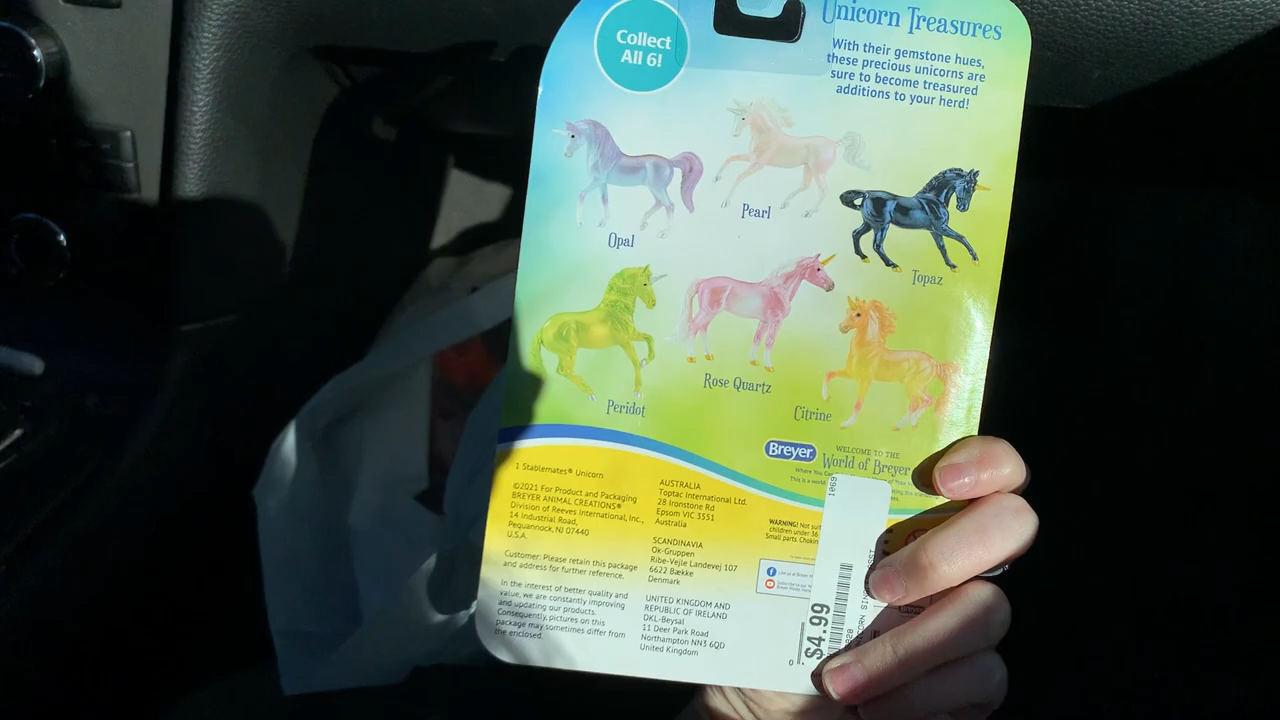 Collect
All 6!
Unicorn Treasures
With their gemstone hues,
these precious unicorns are
sure to become treasured
additions to your herd!
Opal
Pearl
Topaz
Peridot
Rose Quartz
Citrine
Breyer
WELCOME TO THE
World of Breyer
1 Stablemates® Unicorn
©2021 For Product and Packaging
BREYER ANIMAL CREATIONS®
Division of Reeves International, Inc.,
14 Industrial Road,
Pequannock, NJ 07440
U.S.A.
Customer: Please retain this package
and address for further reference.
In the interest of better quality and
value, we are constantly improving
and updating our products.
Consequently, pictures on this
package may sometimes differ from
the enclosed.
AUSTRALIA
Toptac International Ltd.
28 Ironstone Rd
Epsom VIC 3551
Australia
SCANDINAVIA
Ok-Gruppen
Ribe-Vejle Landevej 107
6622 Bække
Denmark
UNITED KINGDOM AND
REPUBLIC OF IRELAND
DKL-Beysal
11 Deer Park Road
Northampton NN3 6QD
United Kingdom
WARNING! Not
children under 36
Small parts.
1069
$4.99